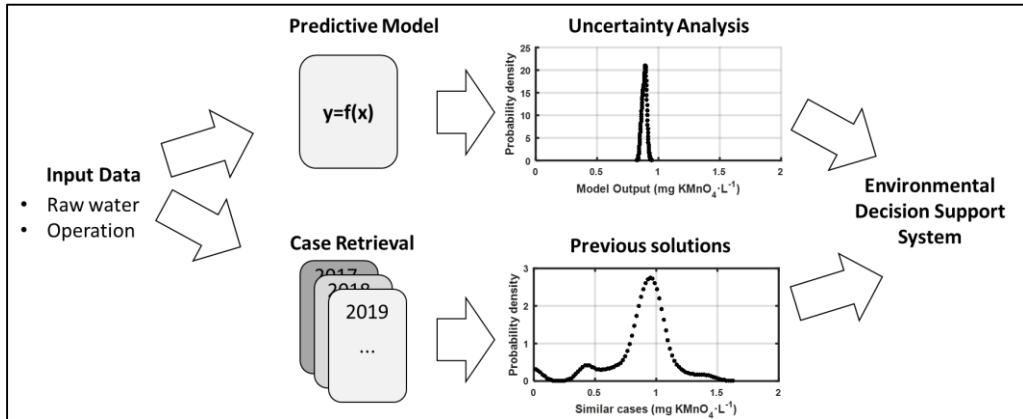 Predictive Model
Uncertainty Analysis
y=f(x)
25
20
15
10
5
0
Probability density
0 0.5 1 1.5 2
Model Output (mg KMnO₄·L⁻¹)
Input Data
• Raw water
• Operation
Environmental
Decision Support
System
Case Retrieval
Previous solutions
2017
2018
2019
...
3
2
1
0
Probability density
0 0.5 1 1.5 2
Similar cases (mg KMnO₄·L⁻¹)